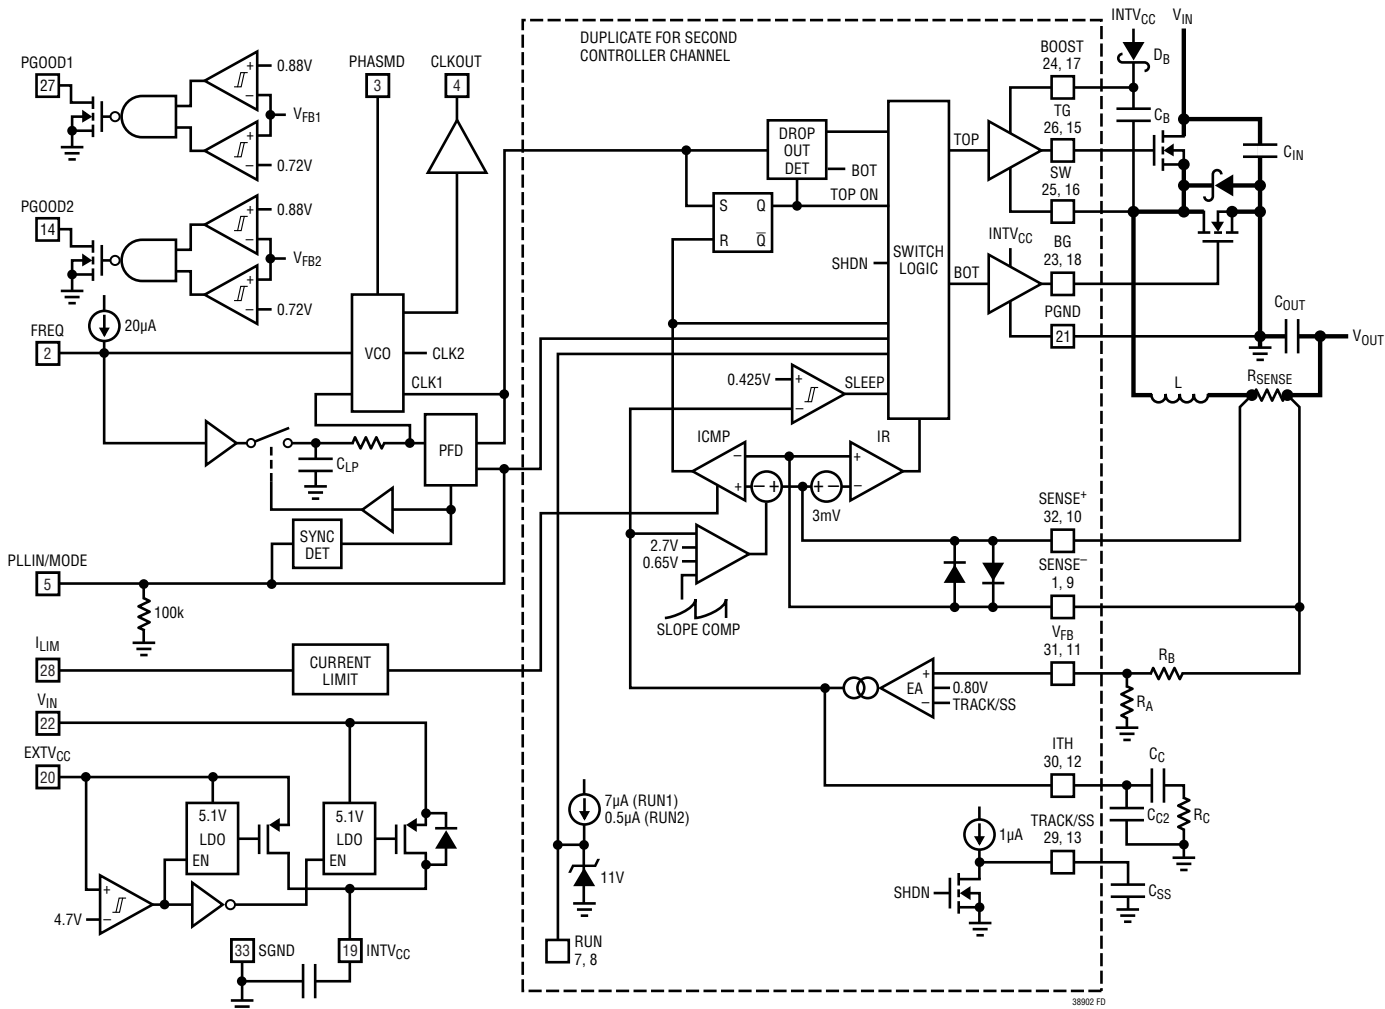 DUPLICATE FOR SECOND
CONTROLLER CHANNEL
INTVCC
VIN
PGOOD1
27
0.88V
VFB1
0.72V
PHASMD
3
CLKOUT
4
BOOST
24, 17
DB
CB
TG
26, 15
TOP
CIN
DROP
OUT
DET
BOT
TOP ON
SW
25, 16
PGOOD2
14
0.88V
VFB2
0.72V
S
Q
R
Q̅
SHDN
SWITCH
LOGIC
INTVCC
BOT
BG
23, 18
PGND
21
COUT
VOUT
FREQ
2
20µA
VCO
CLK2
CLK1
0.425V
SLEEP
L
RSENSE
PFD
CLP
ICMP
IR
3mV
SYNC
DET
SENSE+
32, 10
2.7V
0.65V
SENSE–
1, 9
SLOPE COMP
PLLIN/MODE
5
100k
ILIM
28
CURRENT
LIMIT
VFB
31, 11
RB
RA
EA
0.80V
TRACK/SS
VIN
22
EXTVCC
20
ITH
30, 12
CC
CC2
RC
5.1V
LDO
EN
5.1V
LDO
EN
7µA (RUN1)
0.5µA (RUN2)
11V
1µA
TRACK/SS
29, 13
SHDN
CSS
4.7V
33
SGND
19
INTVCC
RUN
7, 8
38902 FD